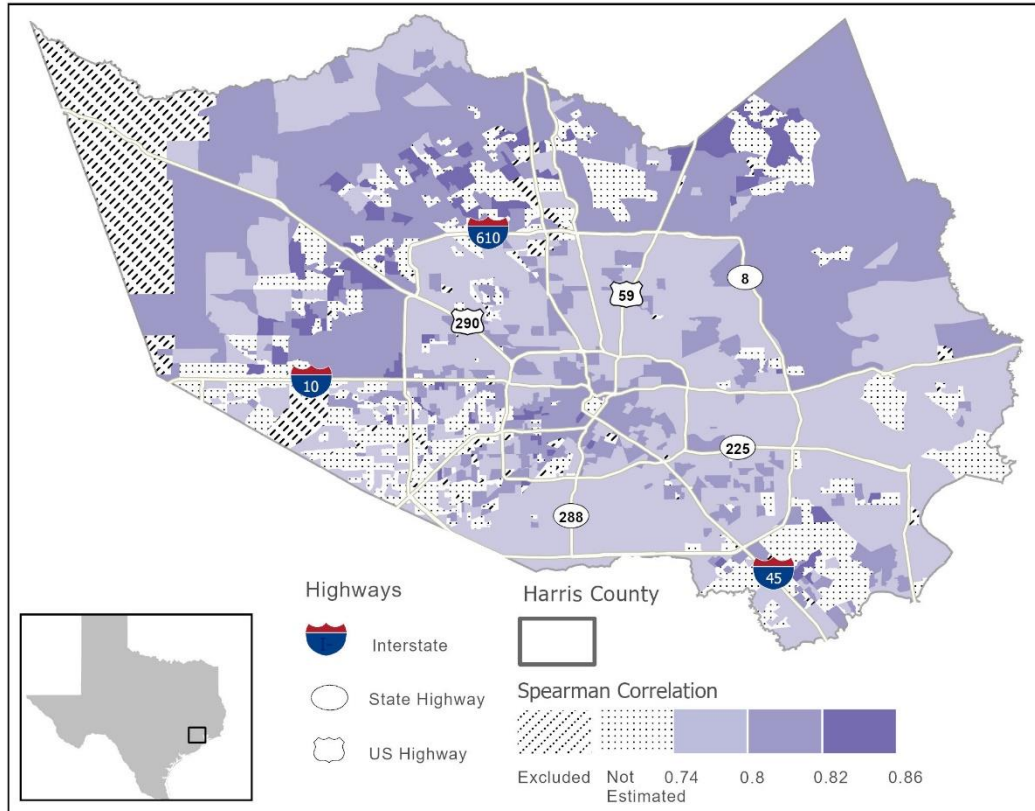 610
8
59
290
10
225
288
45
Highways
Interstate
State Highway
US Highway
Harris County
Spearman Correlation
Excluded
Not
Estimated
0.74
0.8
0.82
0.86